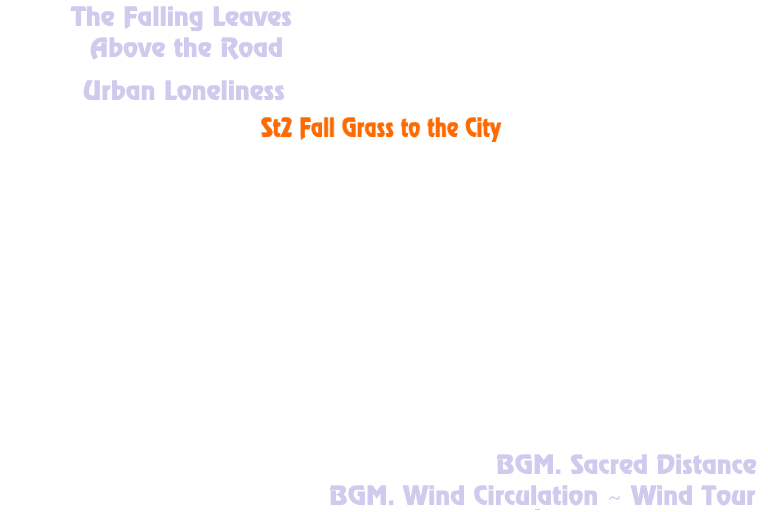 The Falling Leaves
Above the Road
Urban Loneliness
St2 Fall Grass to the City
BGM. Sacred Distance
BGM. Wind Circulation ~ Wind Tour